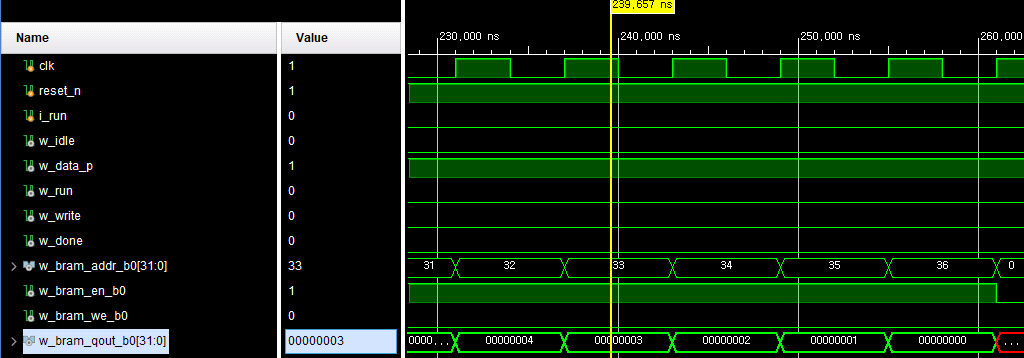 239,657 ns
Name Value 230,000 ns 240,000 ns 250,000 ns 260,000
clk 1
reset_n 1
i_run 0
w_idle 0
w_data_p 1
w_run 0
w_write 0
w_done 0
w_bram_addr_b0[31:0] 33 31 32 33 34 35 36 0
w_bram_en_b0 1
w_bram_we_b0 0
w_bram_qout_b0[31:0] 00000003 0000... 00000004 00000003 00000002 00000001 00000000 ...